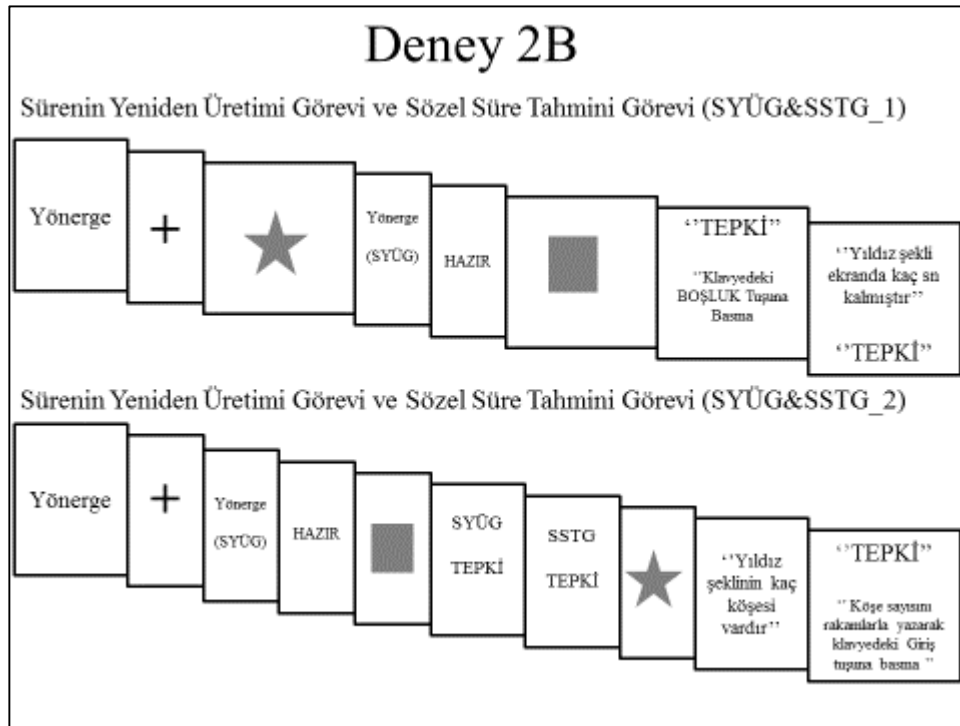 Deney 2B
Sürenin Yeniden Üretimi Görevi ve Sözel Süre Tahmini Görevi (SYÜG&SSTG_1)
Yönerge
+
Yönerge
(SYÜG)
HAZIR
‘’TEPKİ’’
‘’Klavyedeki
BOŞLUK Tuşuna
Basma
‘’Yıldız şekli
ekranda kaç sn
kalmıştır’’
‘’TEPKİ’’
Sürenin Yeniden Üretimi Görevi ve Sözel Süre Tahmini Görevi (SYÜG&SSTG_2)
Yönerge
+
Yönerge
(SYÜG)
HAZIR
SYÜG
TEPKİ
SSTG
TEPKİ
‘’Yıldız
şeklinin kaç
köşesi
vardır’’
‘’TEPKİ’’
‘’ Köşe sayısını
rakamlarla yazarak
klavyedeki Giriş
tuşuna basma ’’